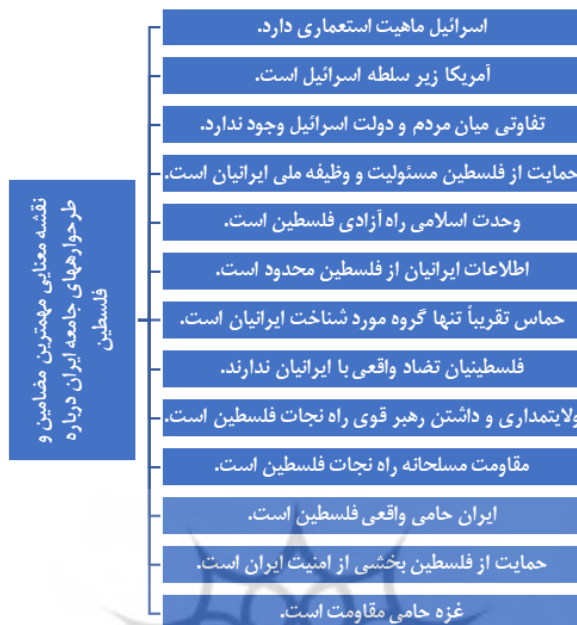 نقشه معنایی مهمترین مضامین و
طرحوارههای جامعه ایران درباره
فلسطین
اسرائیل ماهیت استعماری دارد.
آمریکا زیر سلطه اسرائیل است.
تفاوتی میان مردم و دولت اسرائیل وجود ندارد.
حمایت از فلسطین مسئولیت و وظیفه ملی ایرانیان است.
وحدت اسلامی راه آزادی فلسطین است.
اطلاعات ایرانیان از فلسطین محدود است.
حماس تقریباً تنها گروه مورد شناخت ایرانیان است.
فلسطینیان تضاد واقعی با ایرانیان ندارند.
ولایتمداری و داشتن رهبر قوی راه نجات فلسطین است.
مقاومت مسلحانه راه نجات فلسطین است.
ایران حامی واقعی فلسطین است.
حمایت از فلسطین بخشی از امنیت ایران است.
غزه حامی مقاومت است.